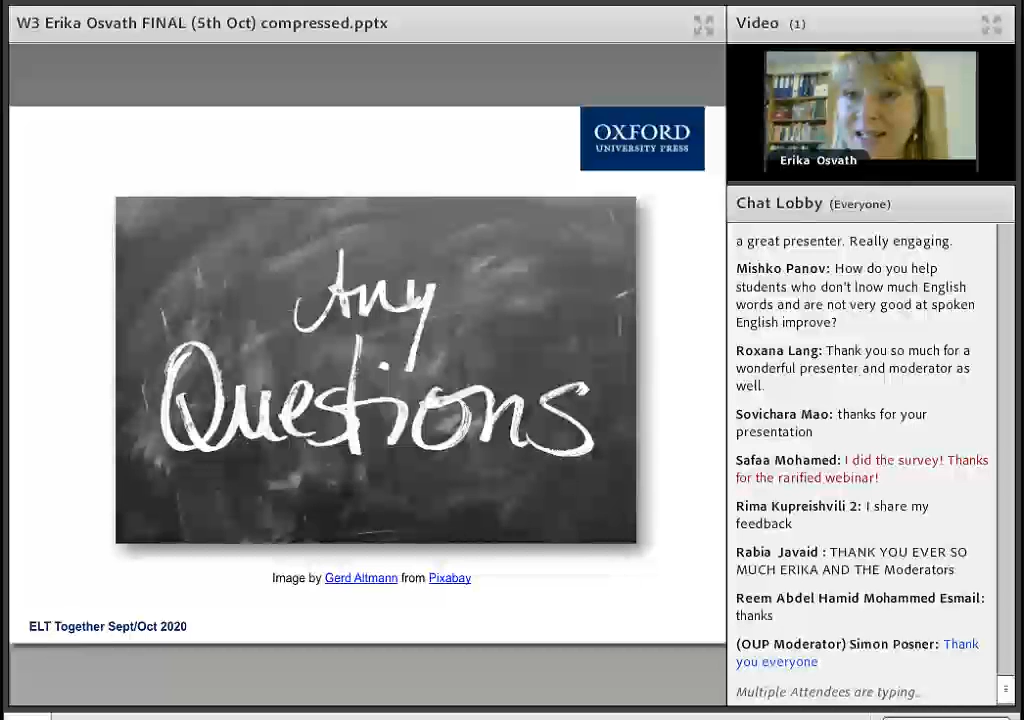 W3 Erika Osvath FINAL (5th Oct) compressed.pptx
OXFORD
UNIVERSITY PRESS
Any
Questions
Image by Gerd Altmann from Pixabay
ELT Together Sept/Oct 2020
Video (1)
Erika Osvath
Chat Lobby (Everyone)
a great presenter. Really engaging.
Mishko Panov: How do you help
students who don't lnow much English
words and are not very good at spoken
English improve?
Roxana Lang: Thank you so much for a
wonderful presenter and moderator as
well.
Sovichara Mao: thanks for your
presentation
Safaa Mohamed: I did the survey! Thanks
for the rarified webinar!
Rima Kupreishvili 2: I share my
feedback
Rabia Javaid : THANK YOU EVER SO
MUCH ERIKA AND THE Moderators
Reem Abdel Hamid Mohammed Esmail:
thanks
(OUP Moderator) Simon Posner: Thank
you everyone
Multiple Attendees are typing...